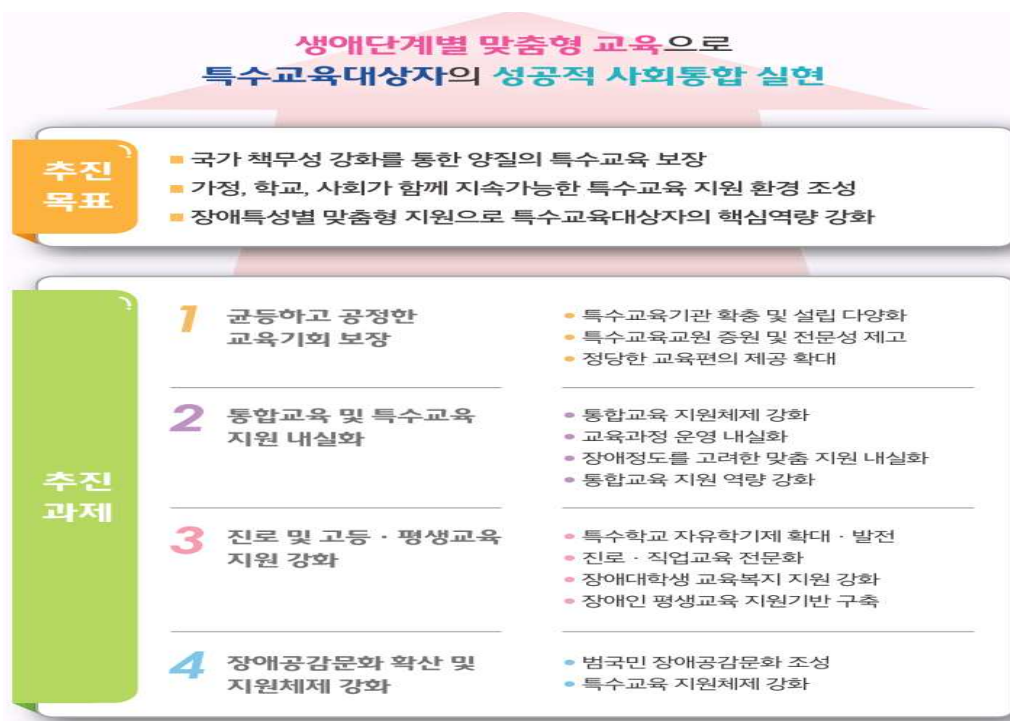 생애단계별 맞춤형 교육으로
특수교육대상자의 성공적 사회통합 실현
추진
목표
■ 국가 책무성 강화를 통한 양질의 특수교육 보장
■ 가정, 학교, 사회가 함께 지속가능한 특수교육 지원 환경 조성
■ 장애특성별 맞춤형 지원으로 특수교육대상자의 핵심역량 강화
추진
과제
1 균등하고 공정한
교육기회 보장
• 특수교육기관 확충 및 설립 다양화
• 특수교육교원 증원 및 전문성 제고
• 정당한 교육편의 제공 확대
2 통합교육 및 특수교육
지원 내실화
• 통합교육 지원체제 강화
• 교육과정 운영 내실화
• 장애정도를 고려한 맞춤 지원 내실화
• 통합교육 지원 역량 강화
3 진로 및 고등 · 평생교육
지원 강화
• 특수학교 자유학기제 확대 · 발전
• 진로 · 직업교육 전문화
• 장애대학생 교육복지 지원 강화
• 장애인 평생교육 지원기반 구축
4 장애공감문화 확산 및
지원체제 강화
• 범국민 장애공감문화 조성
• 특수교육 지원체제 강화